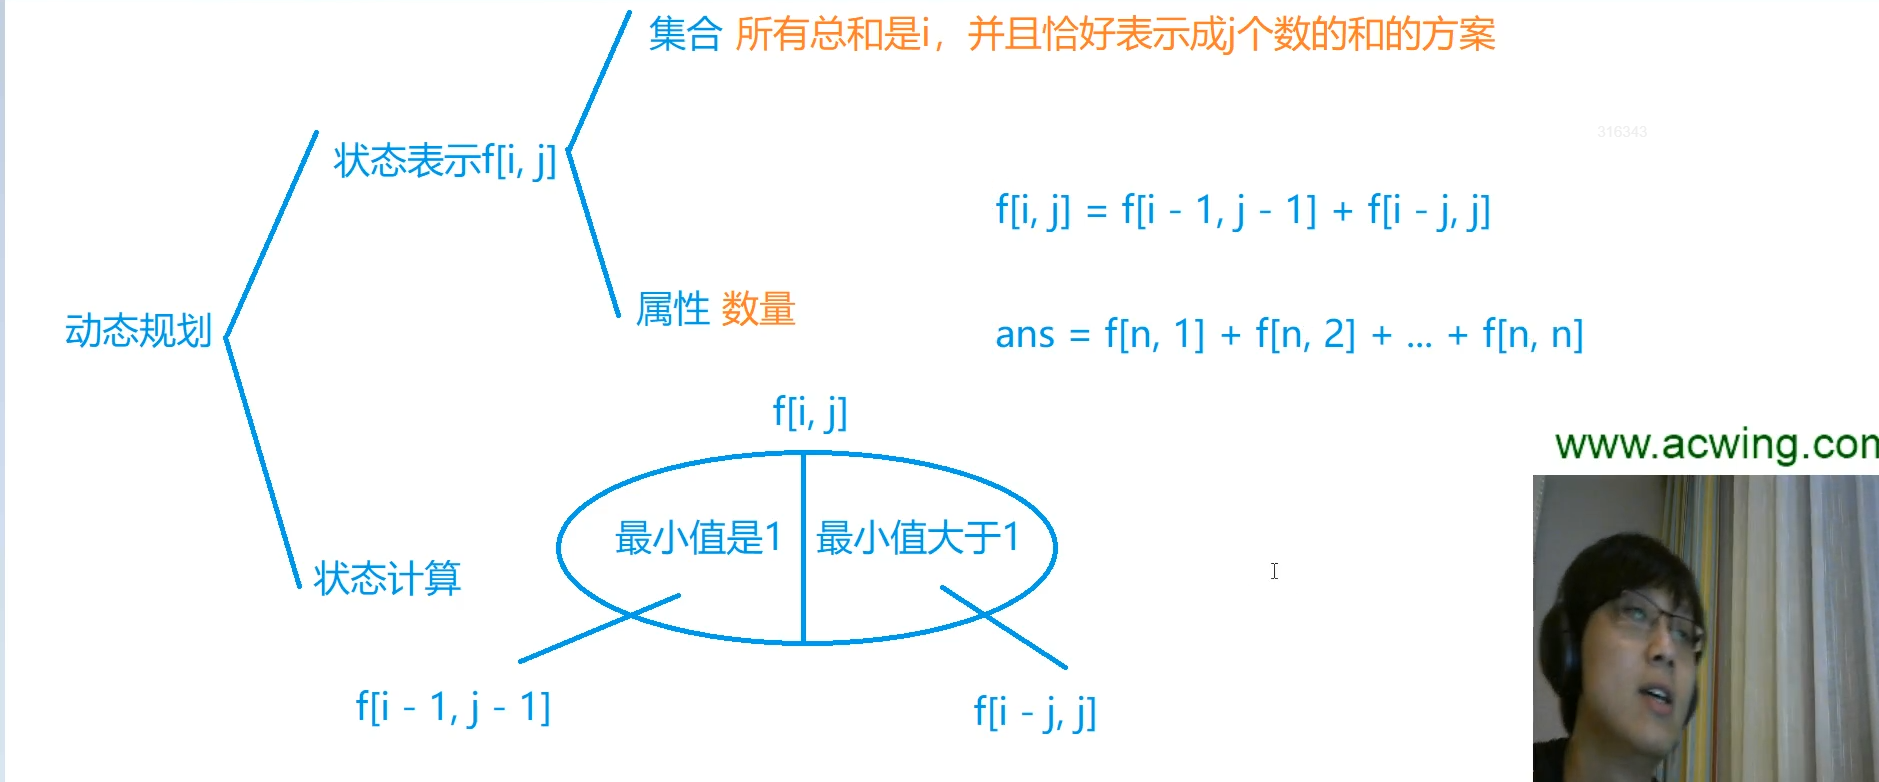 集合 所有总和是i，并且恰好表示成j个数的和的方案
316343
状态表示f[i, j]
f[i, j] = f[i - 1, j - 1] + f[i - j, j]
属性 数量
动态规划
ans = f[n, 1] + f[n, 2] + ... + f[n, n]
f[i, j]
www.acwing.com
最小值是1
最小值大于1
状态计算
f[i - 1, j - 1]
f[i - j, j]